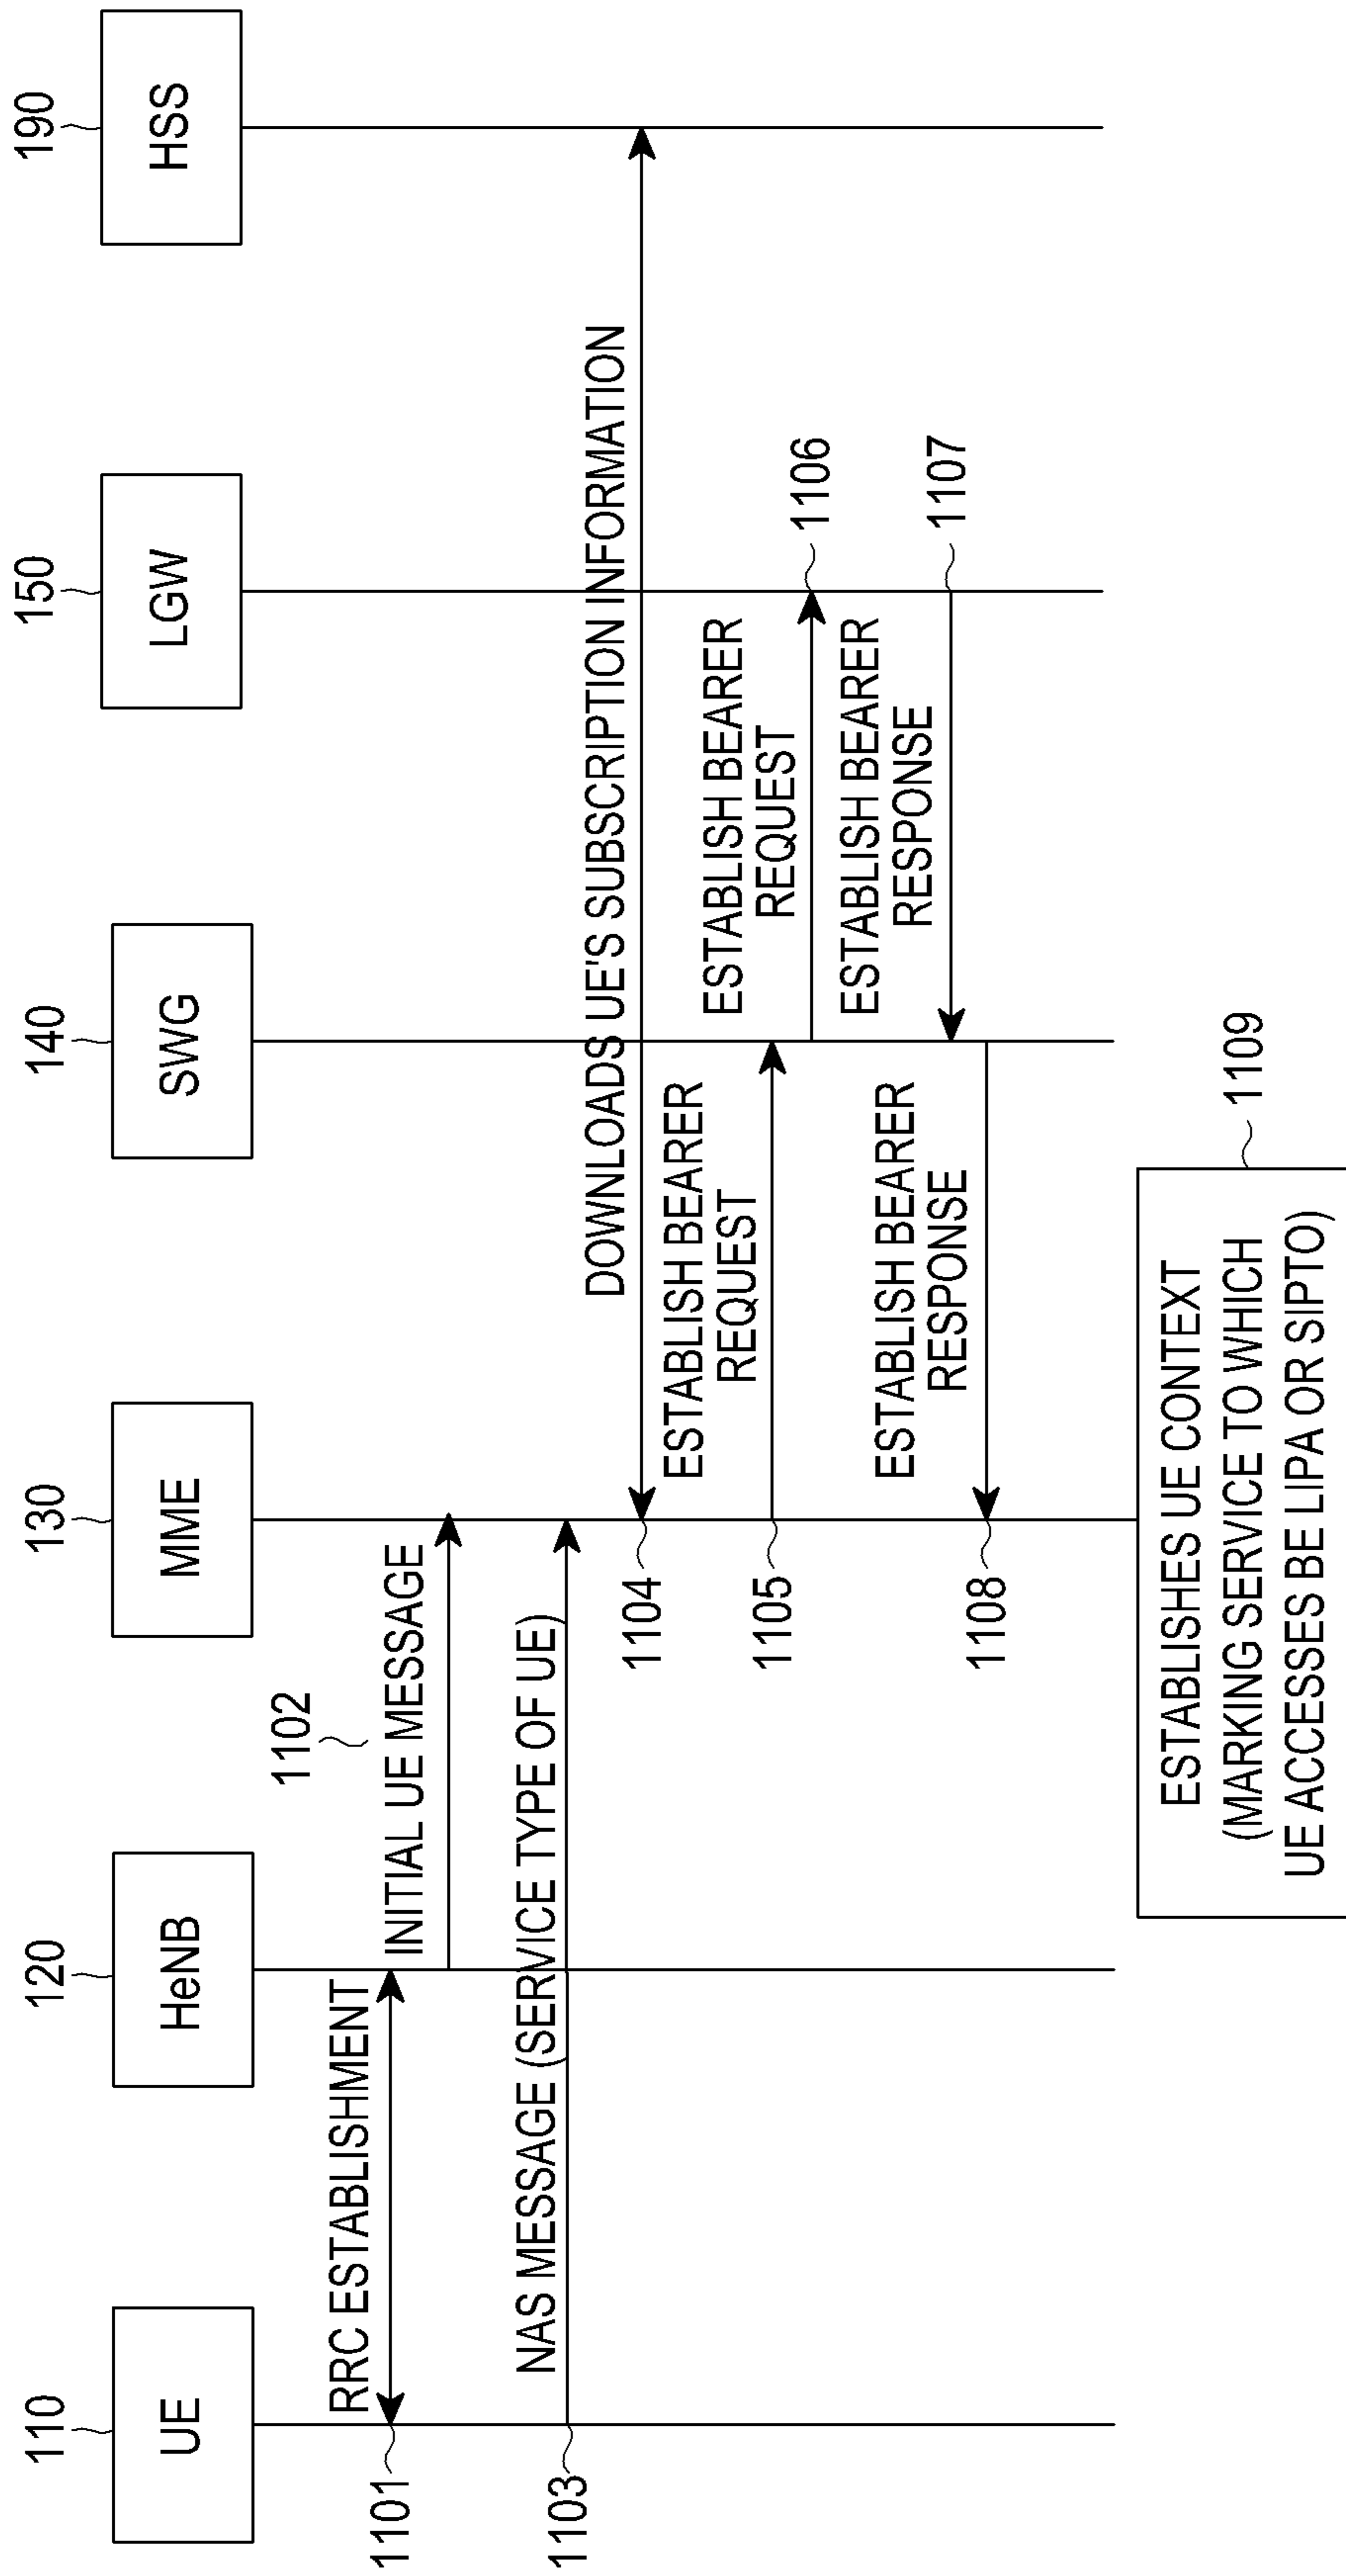 110
120
130
140
150
190
UE
HeNB
MME
SWG
LGW
HSS
RRC ESTABLISHMENT
1101
1102
INITIAL UE MESSAGE
NAS MESSAGE (SERVICE TYPE OF UE)
1103
DOWNLOADS UE'S SUBSCRIPTION INFORMATION
1104
ESTABLISH BEARER
REQUEST
1105
ESTABLISH BEARER
REQUEST
1106
ESTABLISH BEARER
RESPONSE
1107
ESTABLISH BEARER
RESPONSE
1108
ESTABLISHES UE CONTEXT
(MARKING SERVICE TO WHICH
UE ACCESSES BE LIPA OR SIPTO)
1109